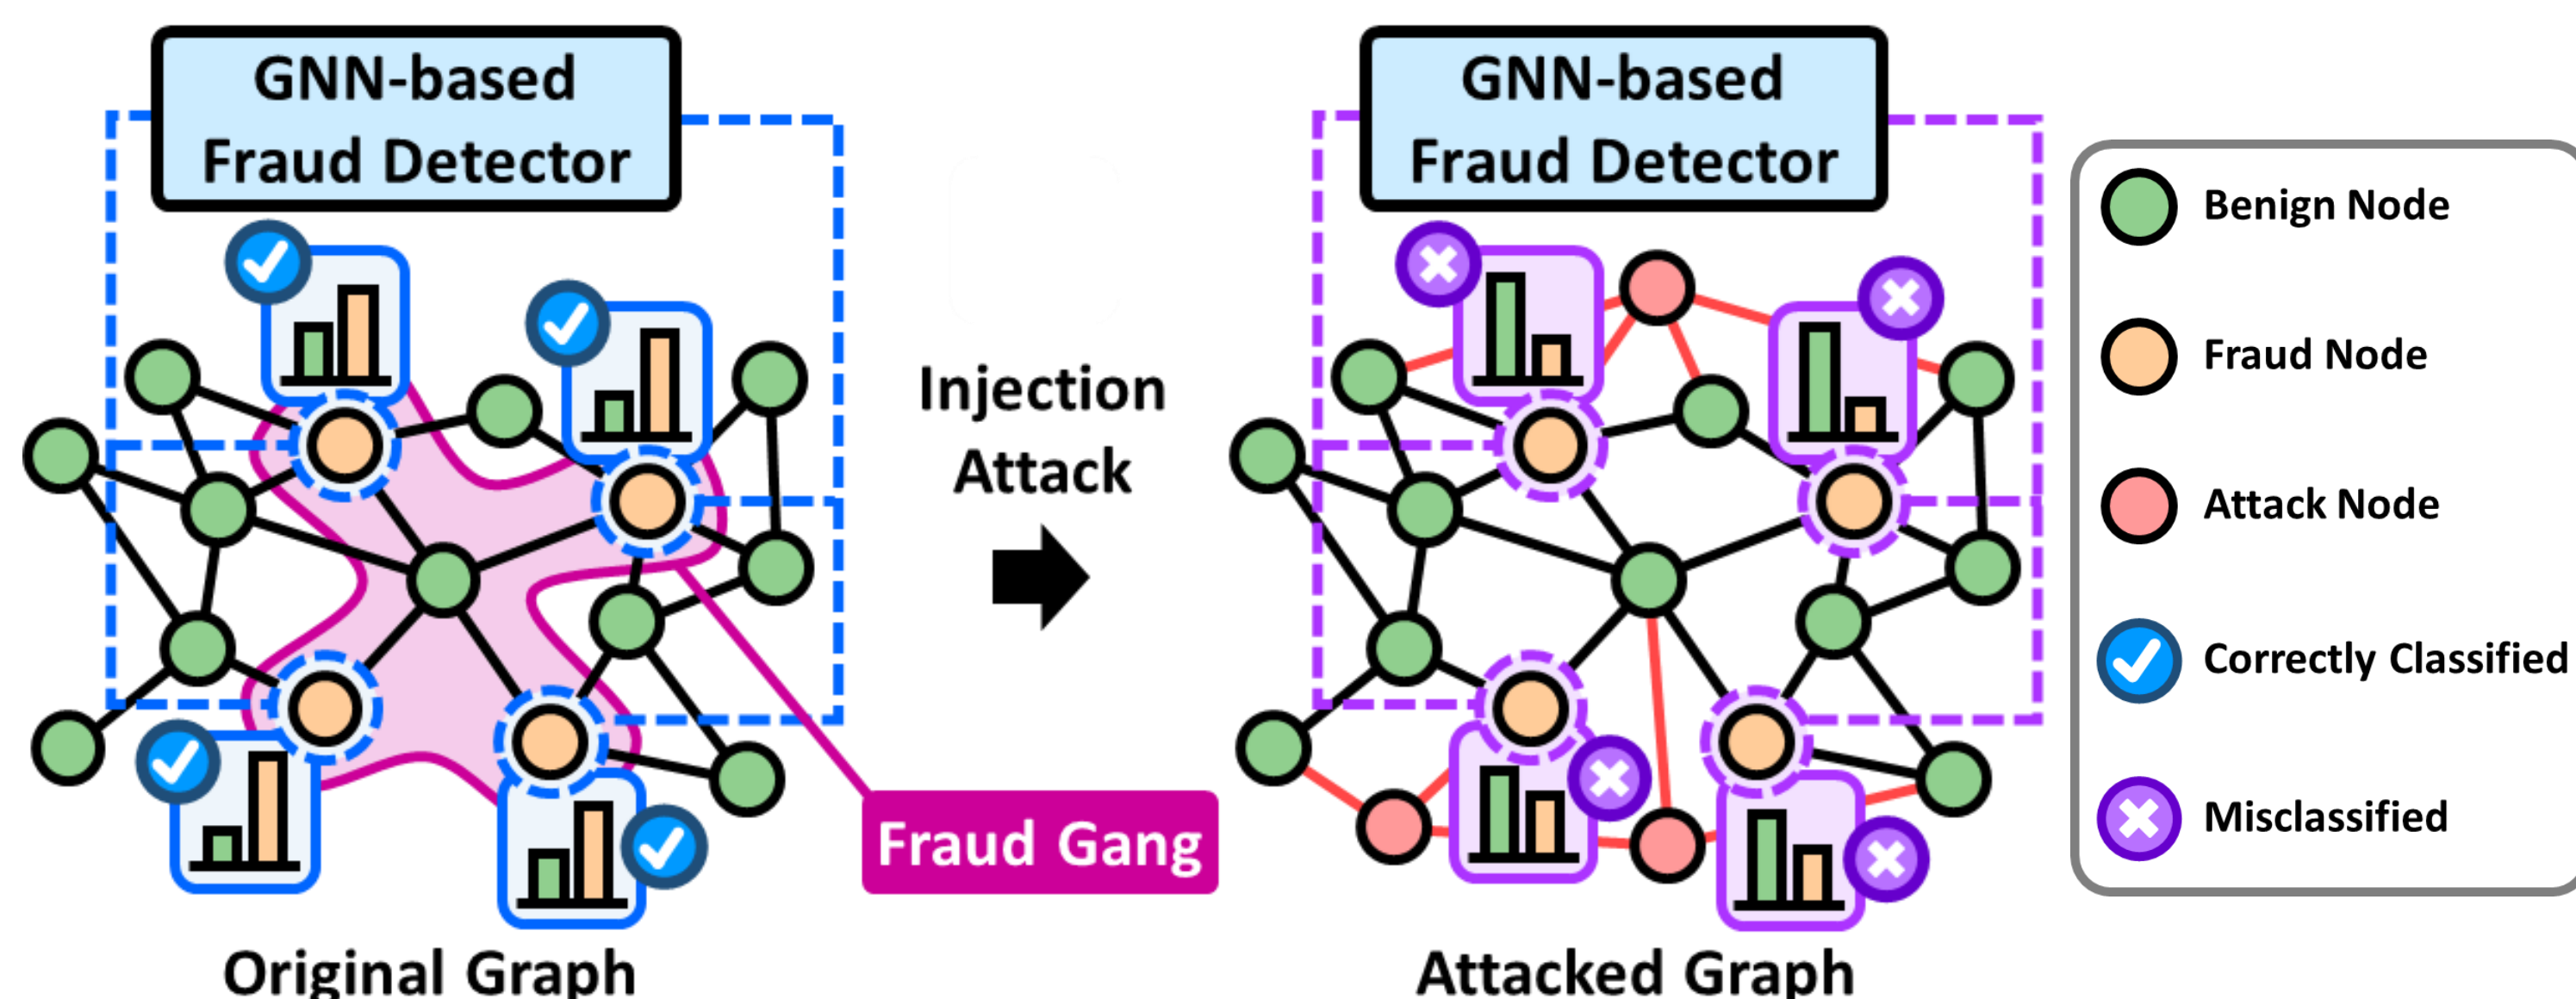 GNN-based
Fraud Detector
GNN-based
Fraud Detector
Injection
Attack
Fraud Gang
Original Graph
Attacked Graph
Benign Node
Fraud Node
Attack Node
Correctly Classified
Misclassified